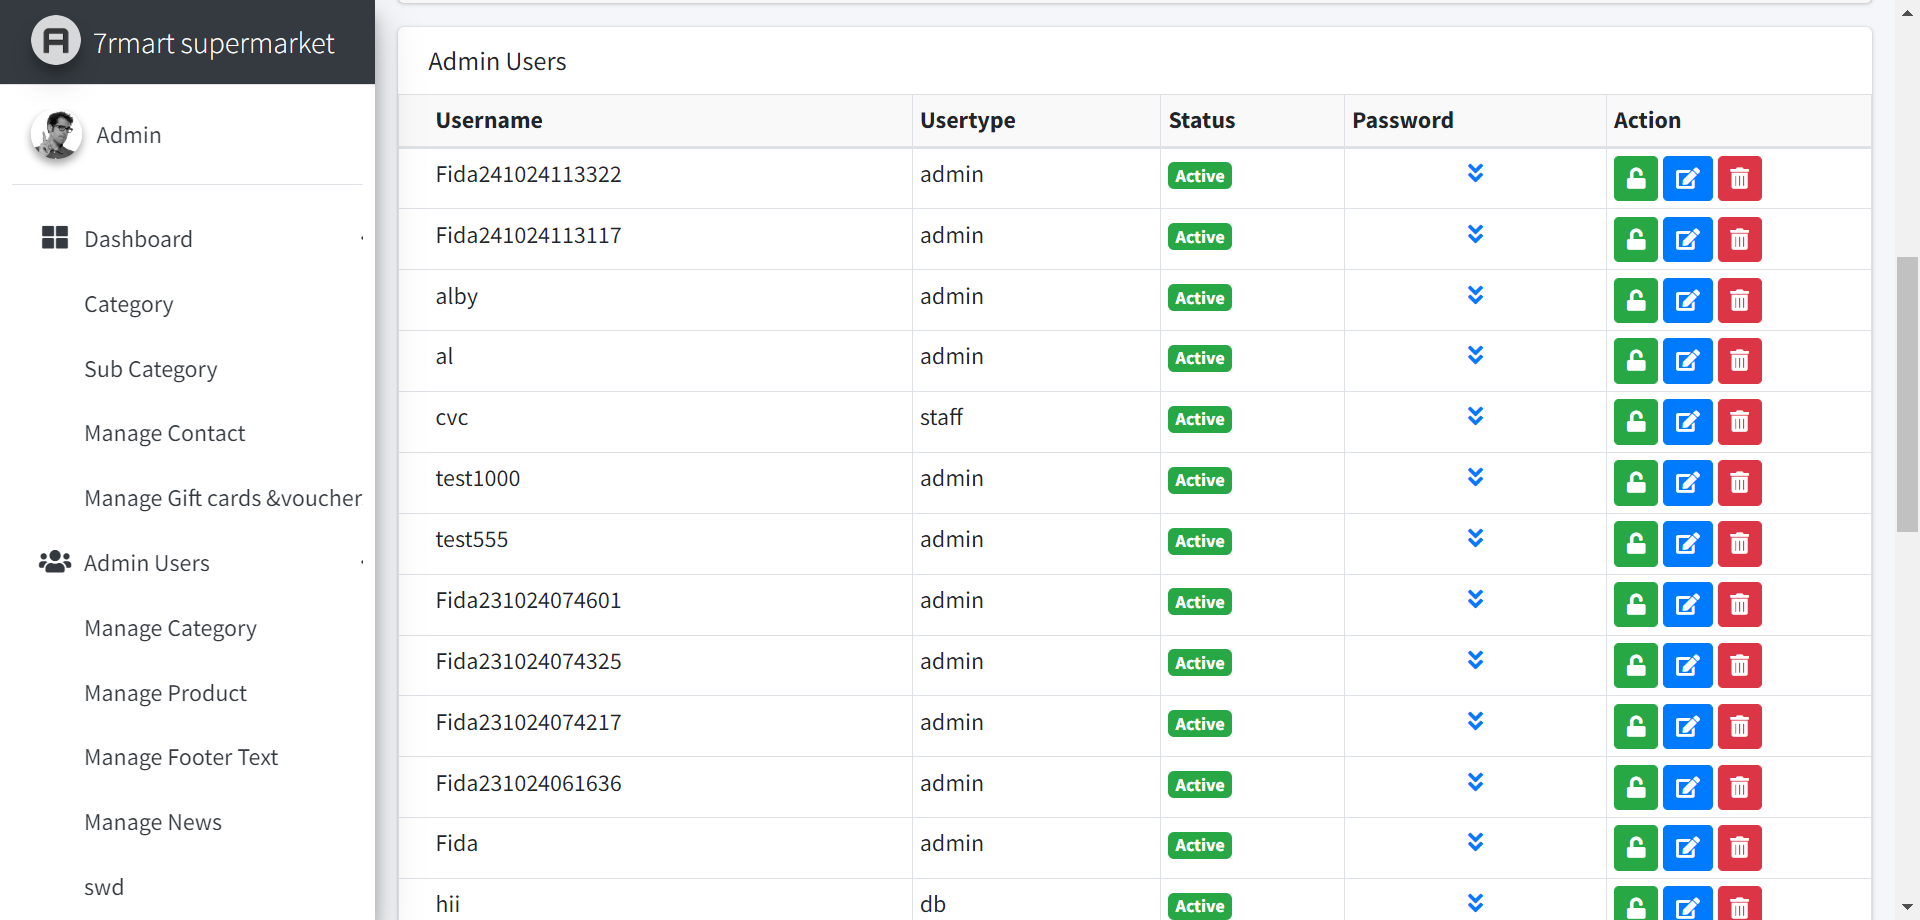 7rmart supermarket
Admin
Dashboard
Category
Sub Category
Manage Contact
Manage Gift cards &voucher
Admin Users
Manage Category
Manage Product
Manage Footer Text
Manage News
swd
Admin Users
Username Usertype Status Password Action
Fida241024113322 admin Active
Fida241024113117 admin Active
alby admin Active
al admin Active
cvc staff Active
test1000 admin Active
test555 admin Active
Fida231024074601 admin Active
Fida231024074325 admin Active
Fida231024074217 admin Active
Fida231024061636 admin Active
Fida admin Active
hii db Active